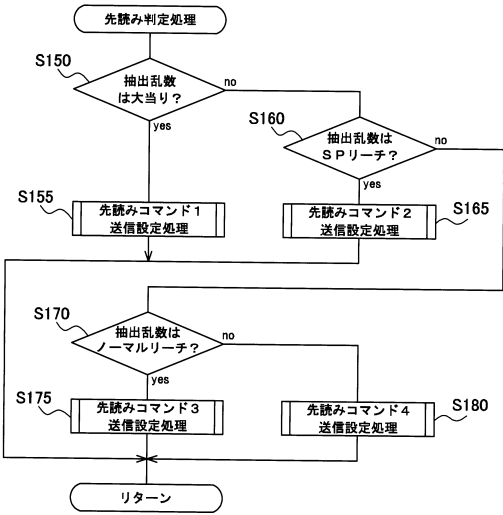 先読み判定処理
S150
抽出乱数
は大当り？
no
yes
S160
抽出乱数は
ＳＰリーチ？
no
yes
S155
先読みコマンド１
送信設定処理
先読みコマンド２
送信設定処理
S165
S170
抽出乱数は
ノーマルリーチ？
no
yes
S175
先読みコマンド３
送信設定処理
先読みコマンド４
送信設定処理
S180
リターン